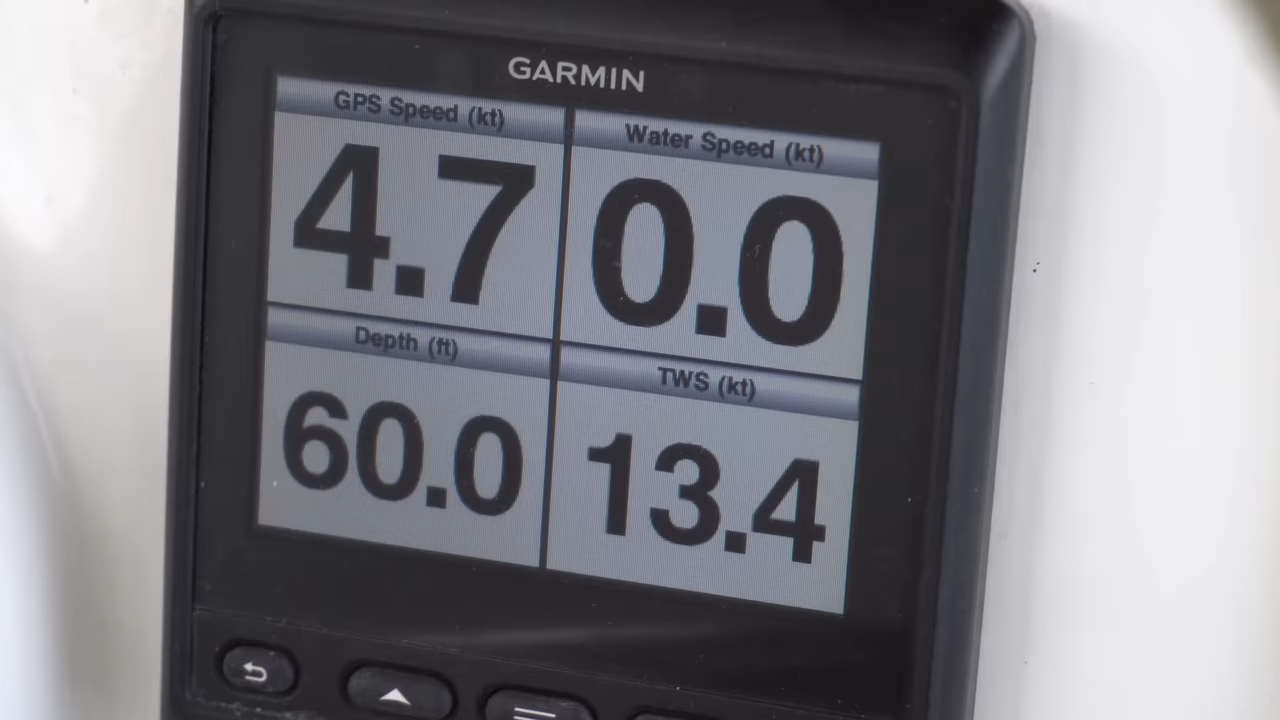 GARMIN
GPS Speed (kt)
Water Speed (kt)
4.7
0.0
Depth (ft)
TWS (kt)
60.0
13.4